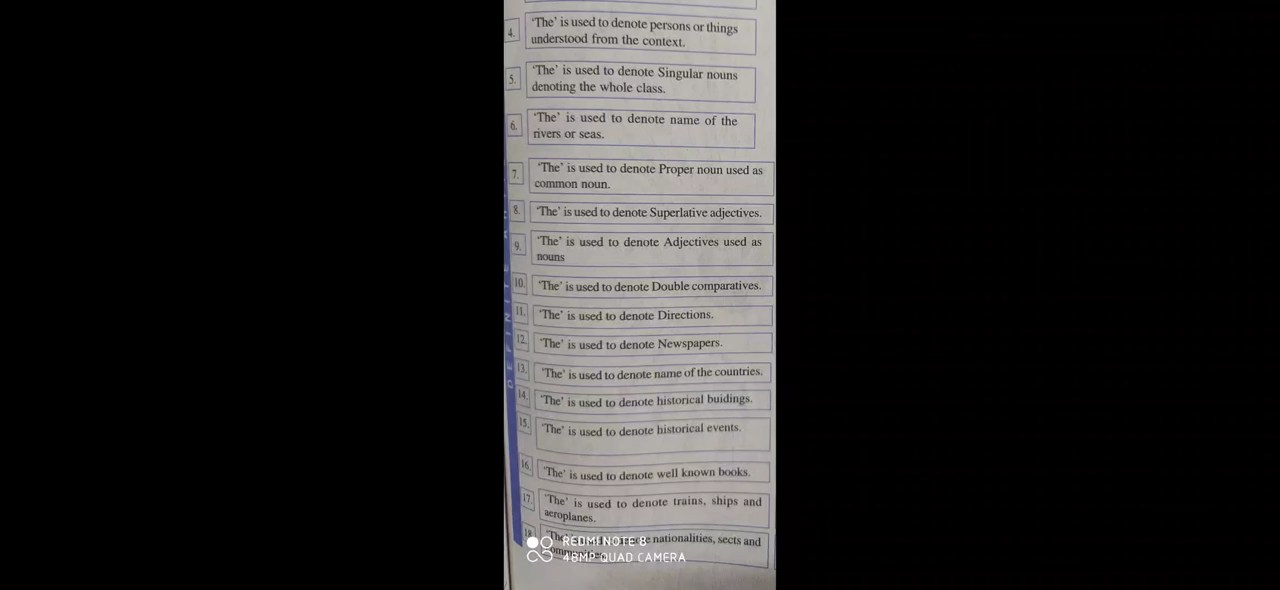 4. 'The' is used to denote persons or things
understood from the context.
5. 'The' is used to denote Singular nouns
denoting the whole class.
6. 'The' is used to denote name of the
rivers or seas.
7. 'The' is used to denote Proper noun used as
common noun.
8. 'The' is used to denote Superlative adjectives.
9. 'The' is used to denote Adjectives used as
nouns
10. 'The' is used to denote Double comparatives.
11. 'The' is used to denote Directions.
12. 'The' is used to denote Newspapers.
13. 'The' is used to denote name of the countries.
14. 'The' is used to denote historical buidings.
15. 'The' is used to denote historical events.
16. 'The' is used to denote well known books.
17. 'The' is used to denote trains, ships and
aeroplanes.
18. 'The nationalities, sects and
REDMI NOTE 8
48MP QUAD CAMERA
DEFINITE